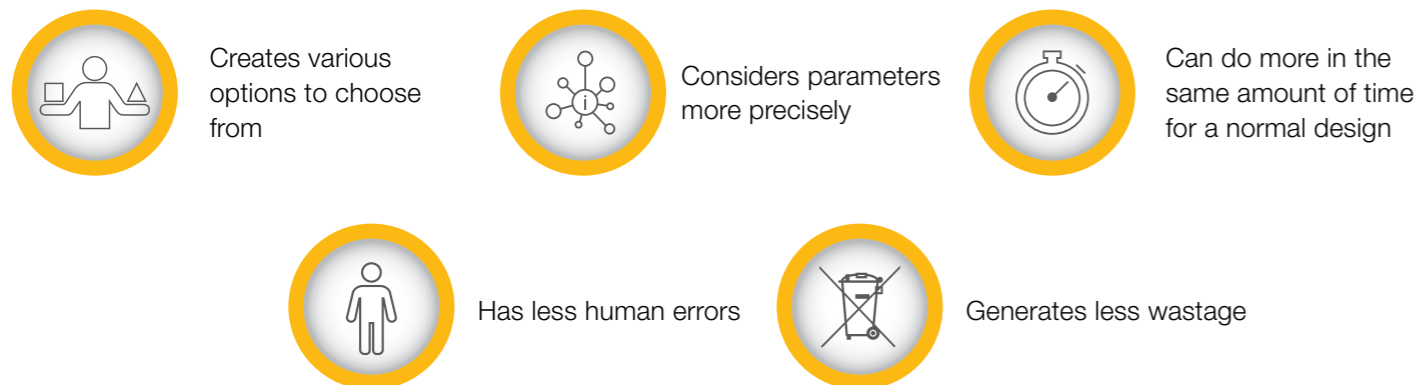 Creates various
options to choose
from
Considers parameters
more precisely
i
Can do more in the
same amount of time
for a normal design
Has less human errors
Generates less wastage